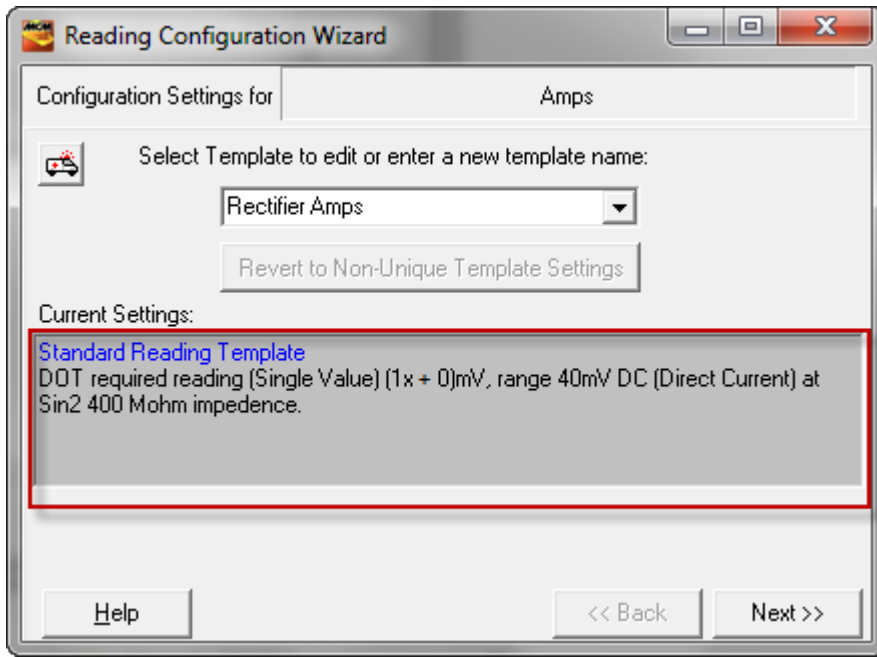 MCM
Reading Configuration Wizard
Configuration Settings for
Amps
Select Template to edit or enter a new template name:
Rectifier Amps
Revert to Non-Unique Template Settings
Current Settings:
Standard Reading Template
DOT required reading (Single Value) (1x + 0)mV, range 40mV DC (Direct Current) at
Sin2 400 Mohm impedence.
Help
<< Back
Next >>